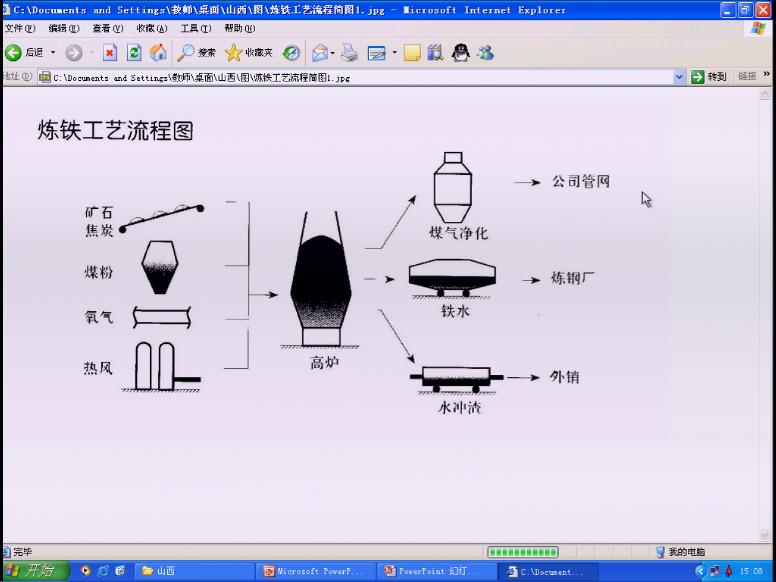 C:\Documents and Settings\教师\桌面\山西\图\炼铁工艺流程简图1.jpg - Microsoft Internet Explorer
文件(F) 编辑(E) 查看(V) 收藏(A) 工具(T) 帮助(H)
后退 搜索 收藏夹
地址(D) C:\Documents and Settings\教师\桌面\山西\图\炼铁工艺流程简图1.jpg 转到 链接 »
炼铁工艺流程图
矿石
焦炭
煤粉
氧气
热风
高炉
煤气净化
公司管网
铁水
炼钢厂
水冲渣
外销
完毕 我的电脑
开始 山西 Microsoft PowerP... PowerPoint 幻灯... C:\Document... 15:08